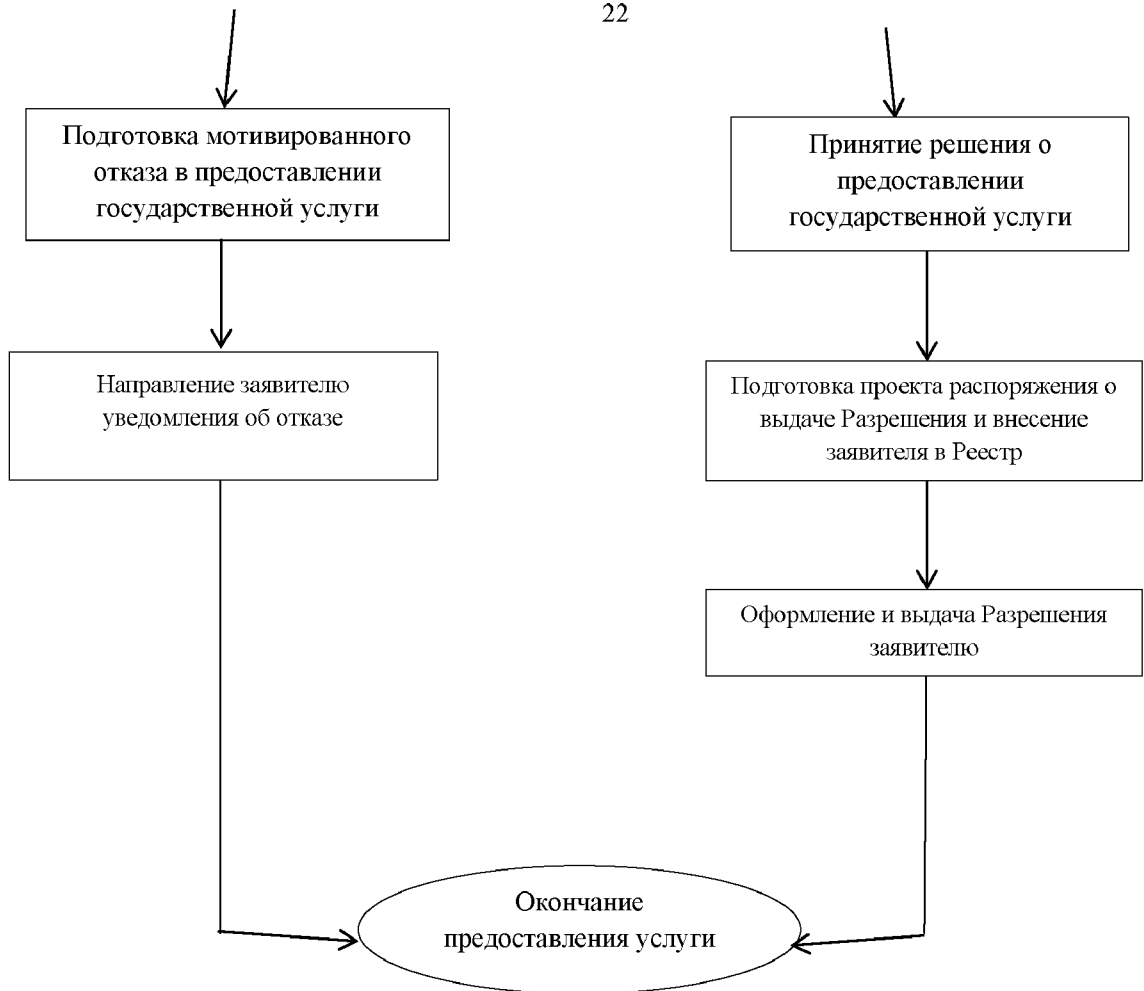 22
Подготовка мотивированного
отказа в предоставлении
государственной услуги
Принятие решения о
предоставлении
государственной услуги
Направление заявителю
уведомления об отказе
Подготовка проекта распоряжения о
выдаче Разрешения и внесение
заявителя в Реестр
Оформление и выдача Разрешения
заявителю
Окончание
предоставления услуги